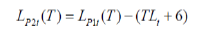 L_{P2t}(T) = L_{P1t}(T) − (TL_t + 6)